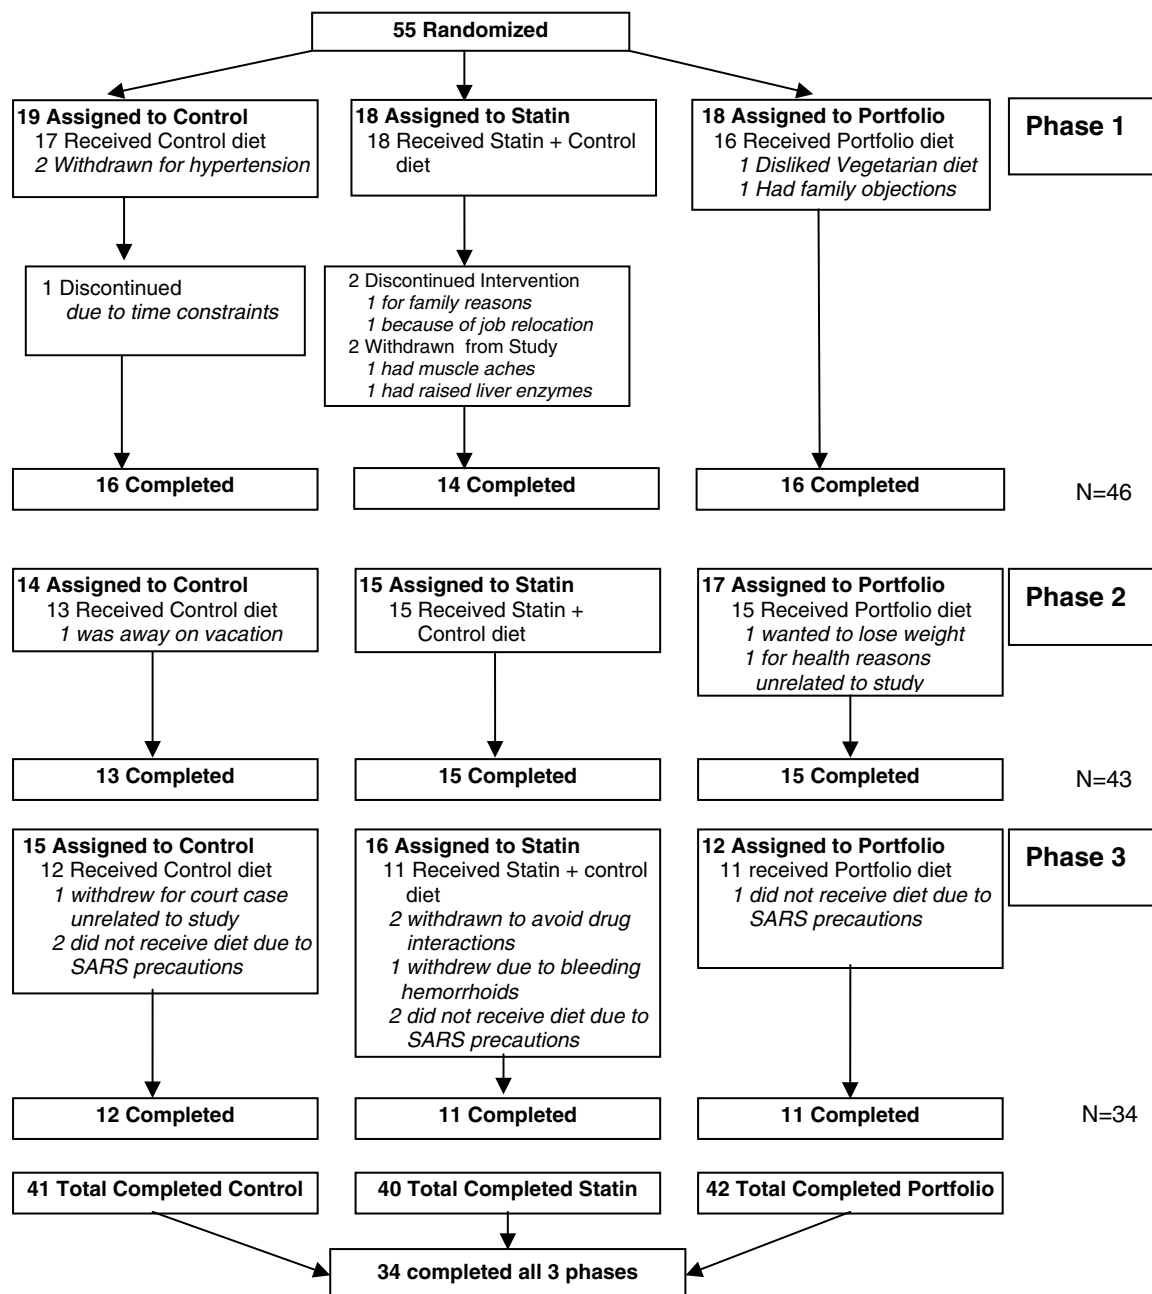 55 Randomized
19 Assigned to Control
17 Received Control diet
2 Withdrawn for hypertension
18 Assigned to Statin
18 Received Statin + Control
diet
18 Assigned to Portfolio
16 Received Portfolio diet
1 Disliked Vegetarian diet
1 Had family objections
Phase 1
1 Discontinued
due to time constraints
2 Discontinued Intervention
1 for family reasons
1 because of job relocation
2 Withdrawn from Study
1 had muscle aches
1 had raised liver enzymes
16 Completed
14 Completed
16 Completed
N=46
14 Assigned to Control
13 Received Control diet
1 was away on vacation
15 Assigned to Statin
15 Received Statin +
Control diet
17 Assigned to Portfolio
15 Received Portfolio diet
1 wanted to lose weight
1 for health reasons
unrelated to study
Phase 2
13 Completed
15 Completed
15 Completed
N=43
15 Assigned to Control
12 Received Control diet
1 withdrew for court case
unrelated to study
2 did not receive diet due to
SARS precautions
16 Assigned to Statin
11 Received Statin + control
diet
2 withdrawn to avoid drug
interactions
1 withdrew due to bleeding
hemorrhoids
2 did not receive diet due to
SARS precautions
12 Assigned to Portfolio
11 received Portfolio diet
1 did not receive diet due to
SARS precautions
Phase 3
12 Completed
11 Completed
11 Completed
N=34
41 Total Completed Control
40 Total Completed Statin
42 Total Completed Portfolio
34 completed all 3 phases